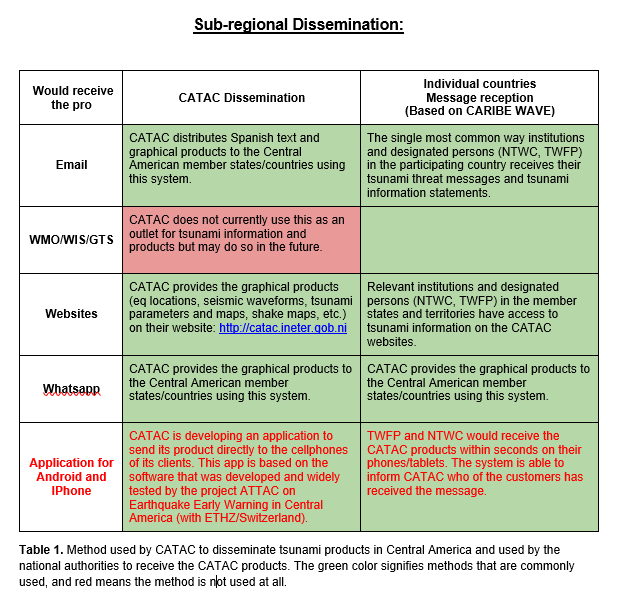 Sub-regional Dissemination:
Would receive
the pro
CATAC Dissemination
Individual countries
Message reception
(Based on CARIBE WAVE)
Email
CATAC distributes Spanish text and
graphical products to the Central
American member states/countries using
this system.
The single most common way institutions
and designated persons (NTWC, TWFP)
in the participating country receives their
tsunami threat messages and tsunami
information statements.
WMO/WIS/GTS
CATAC does not currently use this as an
outlet for tsunami information and
products but may do so in the future.
Websites
CATAC provides the graphical products
(eq locations, seismic waveforms, tsunami
parameters and maps, shake maps, etc.)
on their website: http://catac.ineter.gob.ni
Relevant institutions and designated
persons (NTWC, TWFP) in the member
states and territories have access to
tsunami information on the CATAC
websites.
Whatsapp
CATAC provides the graphical products to
the Central American member
states/countries using this system.
CATAC provides the graphical products to
the Central American member
states/countries using this system.
Application for
Android and
IPhone
CATAC is developing an application to
send its product directly to the cellphones
of its clients. This app is based on the
software that was developed and widely
tested by the project ATTAC on
Earthquake Early Warning in Central
America (with ETHZ/Switzerland).
TWFP and NTWC would receive the
CATAC products within seconds on their
phones/tablets. The system is able to
inform CATAC who of the customers has
received the message.
Table 1. Method used by CATAC to disseminate tsunami products in Central America and used by the
national authorities to receive the CATAC products. The green color signifies methods that are commonly
used, and red means the method is not used at all.